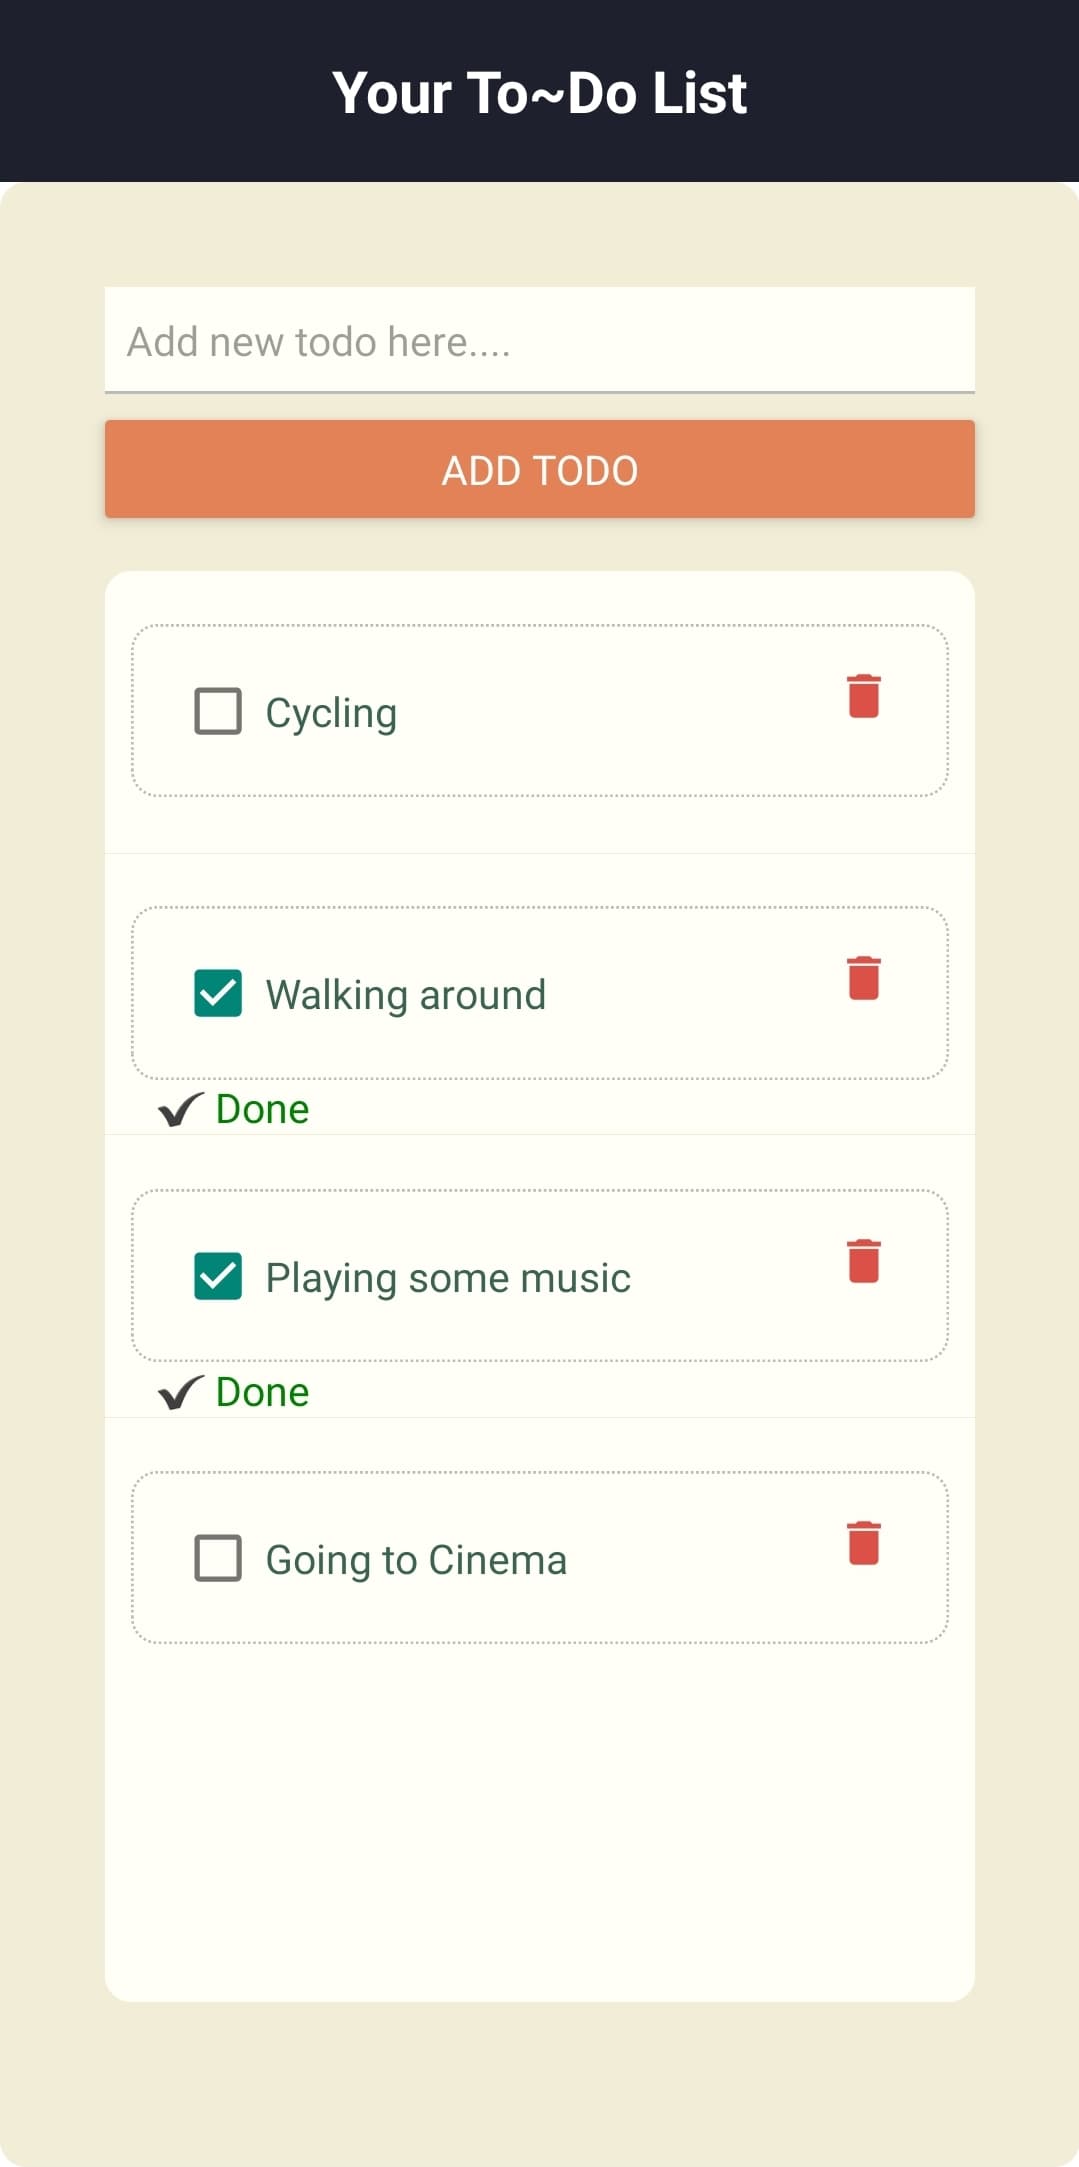 Your To~Do List
Add new todo here....
ADD TODO
Cycling
Walking around
✔ Done
Playing some music
✔ Done
Going to Cinema